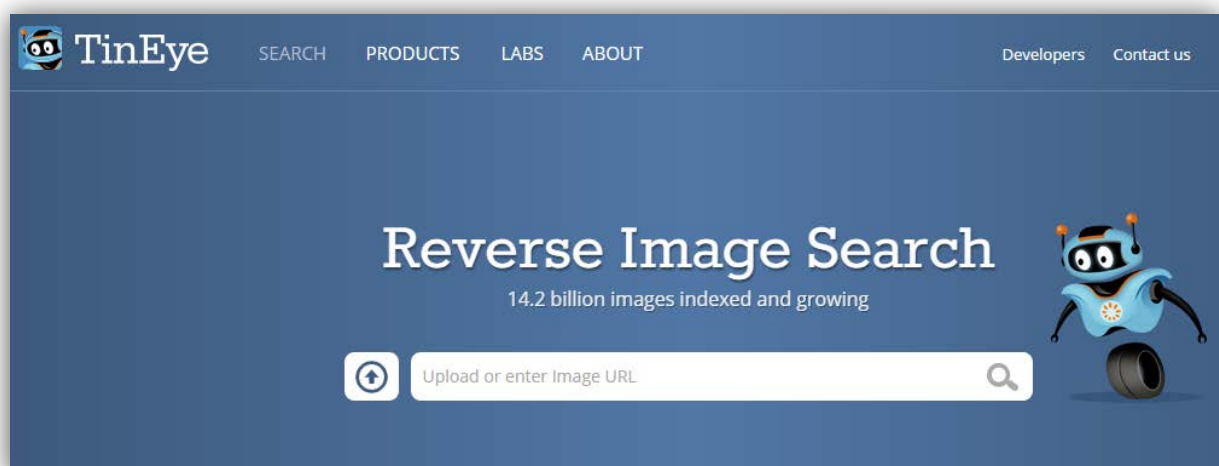 TinEye SEARCH PRODUCTS LABS ABOUT Developers Contact us
Reverse Image Search
14.2 billion images indexed and growing
Upload or enter Image URL